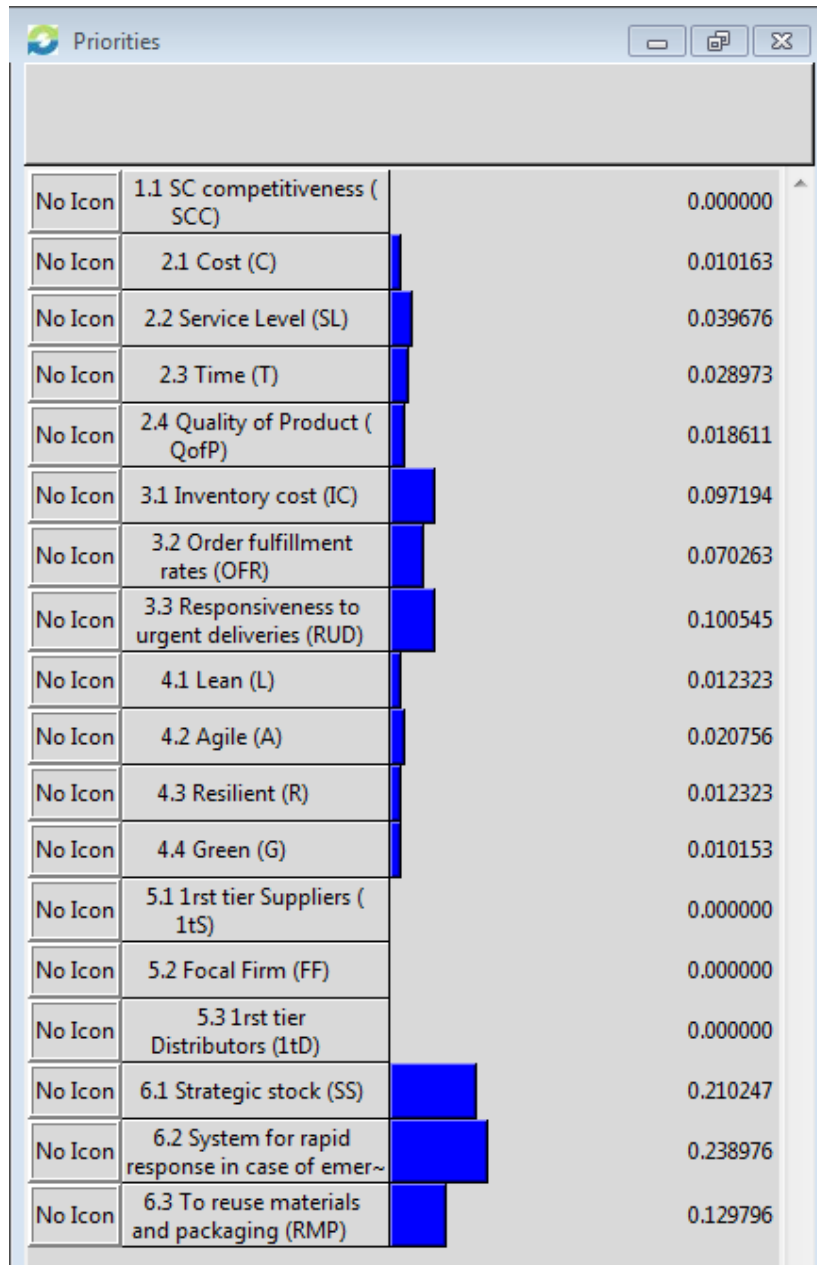 Priorities
No Icon 1.1 SC competitiveness ( 0.000000
SCC)
No Icon 2.1 Cost (C) 0.010163
No Icon 2.2 Service Level (SL) 0.039676
No Icon 2.3 Time (T) 0.028973
No Icon 2.4 Quality of Product ( 0.018611
QofP)
No Icon 3.1 Inventory cost (IC) 0.097194
No Icon 3.2 Order fulfillment 0.070263
rates (OFR)
No Icon 3.3 Responsiveness to 0.100545
urgent deliveries (RUD)
No Icon 4.1 Lean (L) 0.012323
No Icon 4.2 Agile (A) 0.020756
No Icon 4.3 Resilient (R) 0.012323
No Icon 4.4 Green (G) 0.010153
No Icon 5.1 1rst tier Suppliers ( 0.000000
1tS)
No Icon 5.2 Focal Firm (FF) 0.000000
No Icon 5.3 1rst tier 0.000000
Distributors (1tD)
No Icon 6.1 Strategic stock (SS) 0.210247
No Icon 6.2 System for rapid 0.238976
response in case of emer~
No Icon 6.3 To reuse materials 0.129796
and packaging (RMP)